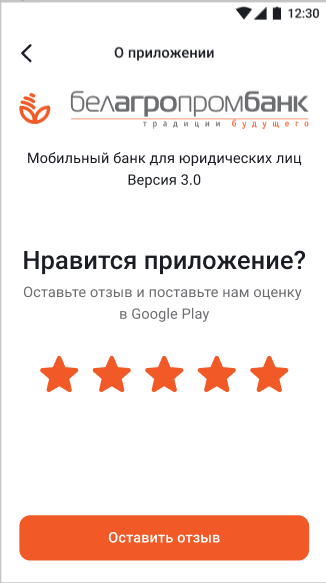 12:30
О приложении
белагропромбанк
традиции будущего
Мобильный банк для юридических лиц
Версия 3.0
Нравится приложение?
Оставьте отзыв и поставьте нам оценку
в Google Play
Оставить отзыв